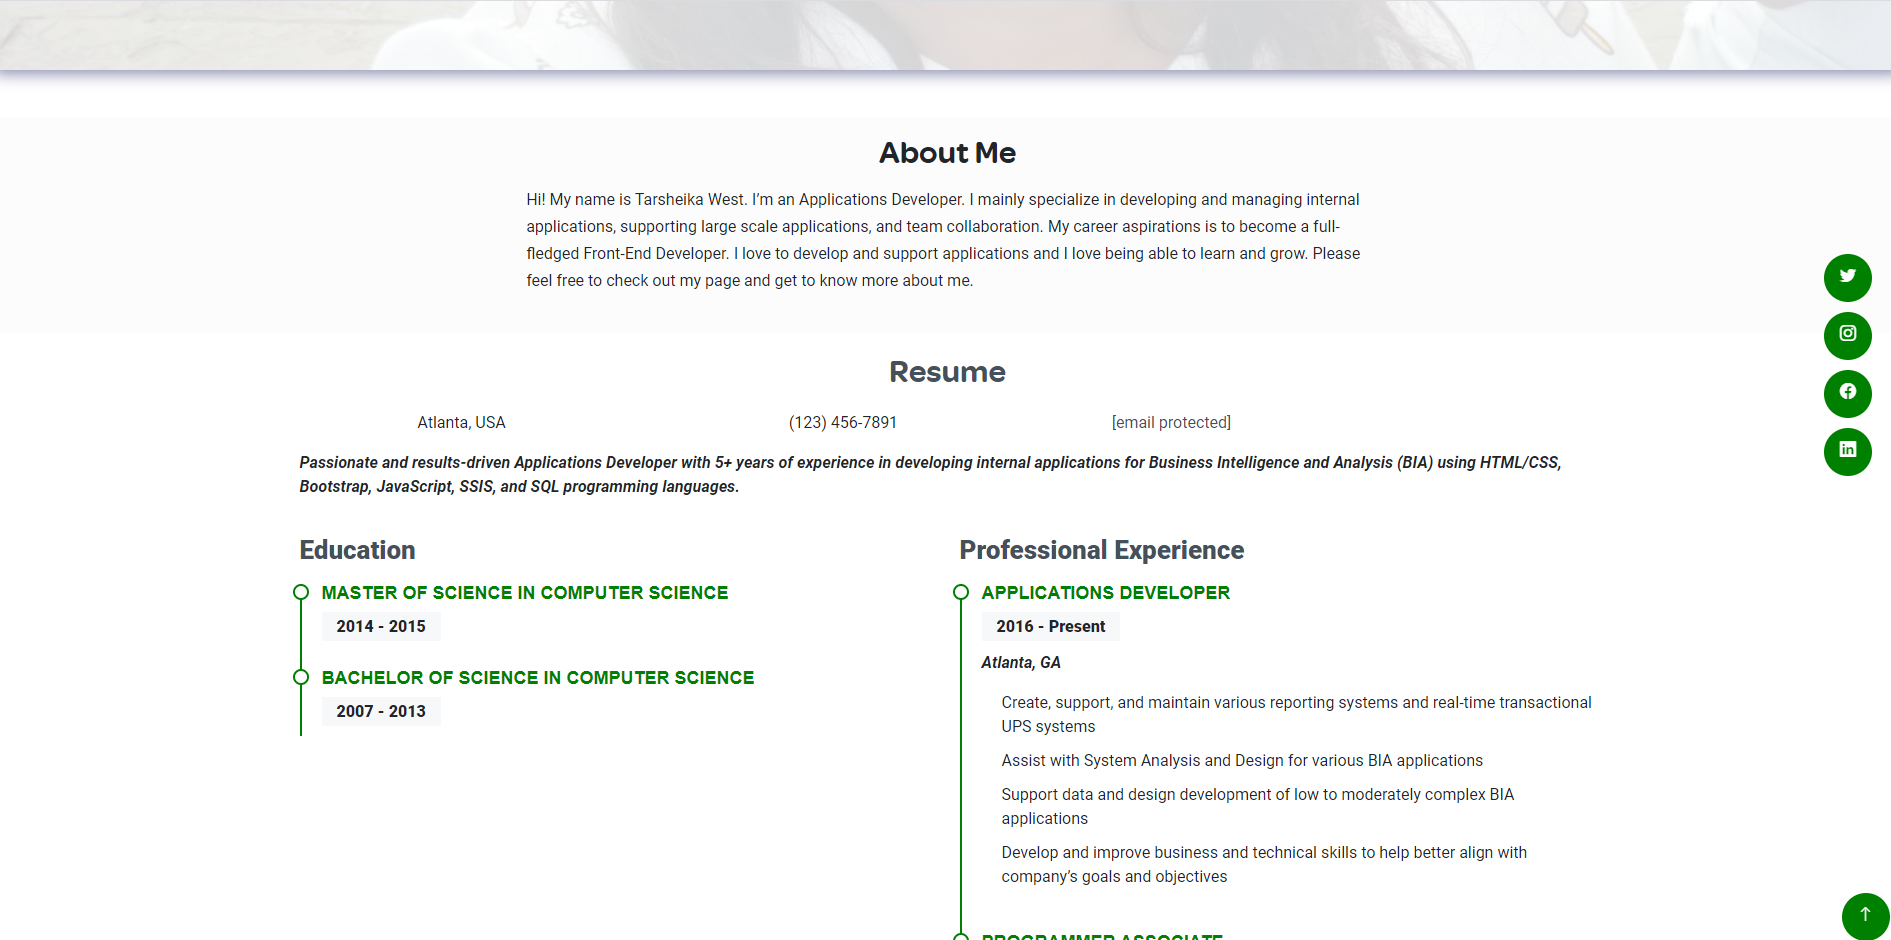 About Me
Hi! My name is Tarsheika West. I’m an Applications Developer. I mainly specialize in developing and managing internal
applications, supporting large scale applications, and team collaboration. My career aspirations is to become a full-
fledged Front-End Developer. I love to develop and support applications and I love being able to learn and grow. Please
feel free to check out my page and get to know more about me.
Resume
Atlanta, USA
(123) 456-7891
[email protected]
Passionate and results-driven Applications Developer with 5+ years of experience in developing internal applications for Business Intelligence and Analysis (BIA) using HTML/CSS,
Bootstrap, JavaScript, SSIS, and SQL programming languages.
Education
MASTER OF SCIENCE IN COMPUTER SCIENCE
2014 - 2015
BACHELOR OF SCIENCE IN COMPUTER SCIENCE
2007 - 2013
Professional Experience
APPLICATIONS DEVELOPER
2016 - Present
Atlanta, GA
Create, support, and maintain various reporting systems and real-time transactional
UPS systems
Assist with System Analysis and Design for various BIA applications
Support data and design development of low to moderately complex BIA
applications
Develop and improve business and technical skills to help better align with
company’s goals and objectives
PROGRAMMER ASSOCIATE